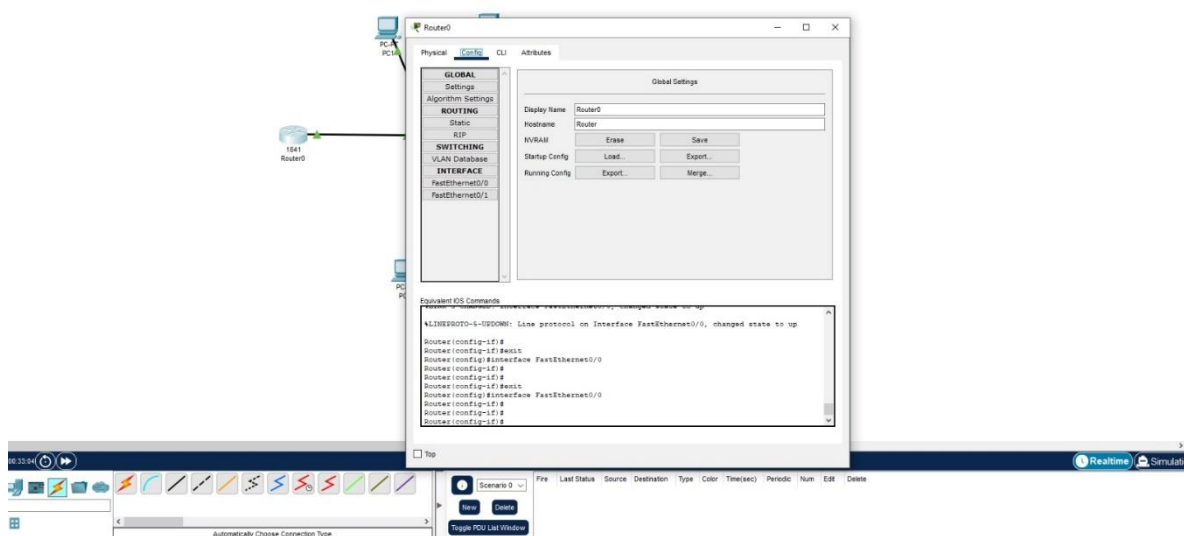 Router0
Physical Config CLI Attributes
GLOBAL
Settings
Algorithm Settings
ROUTING
Static
RIP
SWITCHING
VLAN Database
INTERFACE
FastEthernet0/0
FastEthernet0/1
Global Settings
Display Name Router0
Hostname Router
NVRAM Erase Save
Startup Config Load... Export...
Running Config Export... Merge...
Equivalent IOS Commands
%LINEPROTO-5-UPDOWN: Line protocol on Interface FastEthernet0/0, changed state to up
Router(config-if)#
Router(config-if)#exit
Router(config)#interface FastEthernet0/0
Router(config-if)#
Router(config-if)#
Router(config-if)#exit
Router(config)#interface FastEthernet0/0
Router(config-if)#
Router(config-if)#
Router(config-if)#
Top
1841
Router0
00:33:04
Realtime Simulati
Scenario 0
New Delete
Toggle PDU List Window
Fire Last Status Source Destination Type Color Time(sec) Periodic Num Edit Delete
Automatically Choose Connection Type